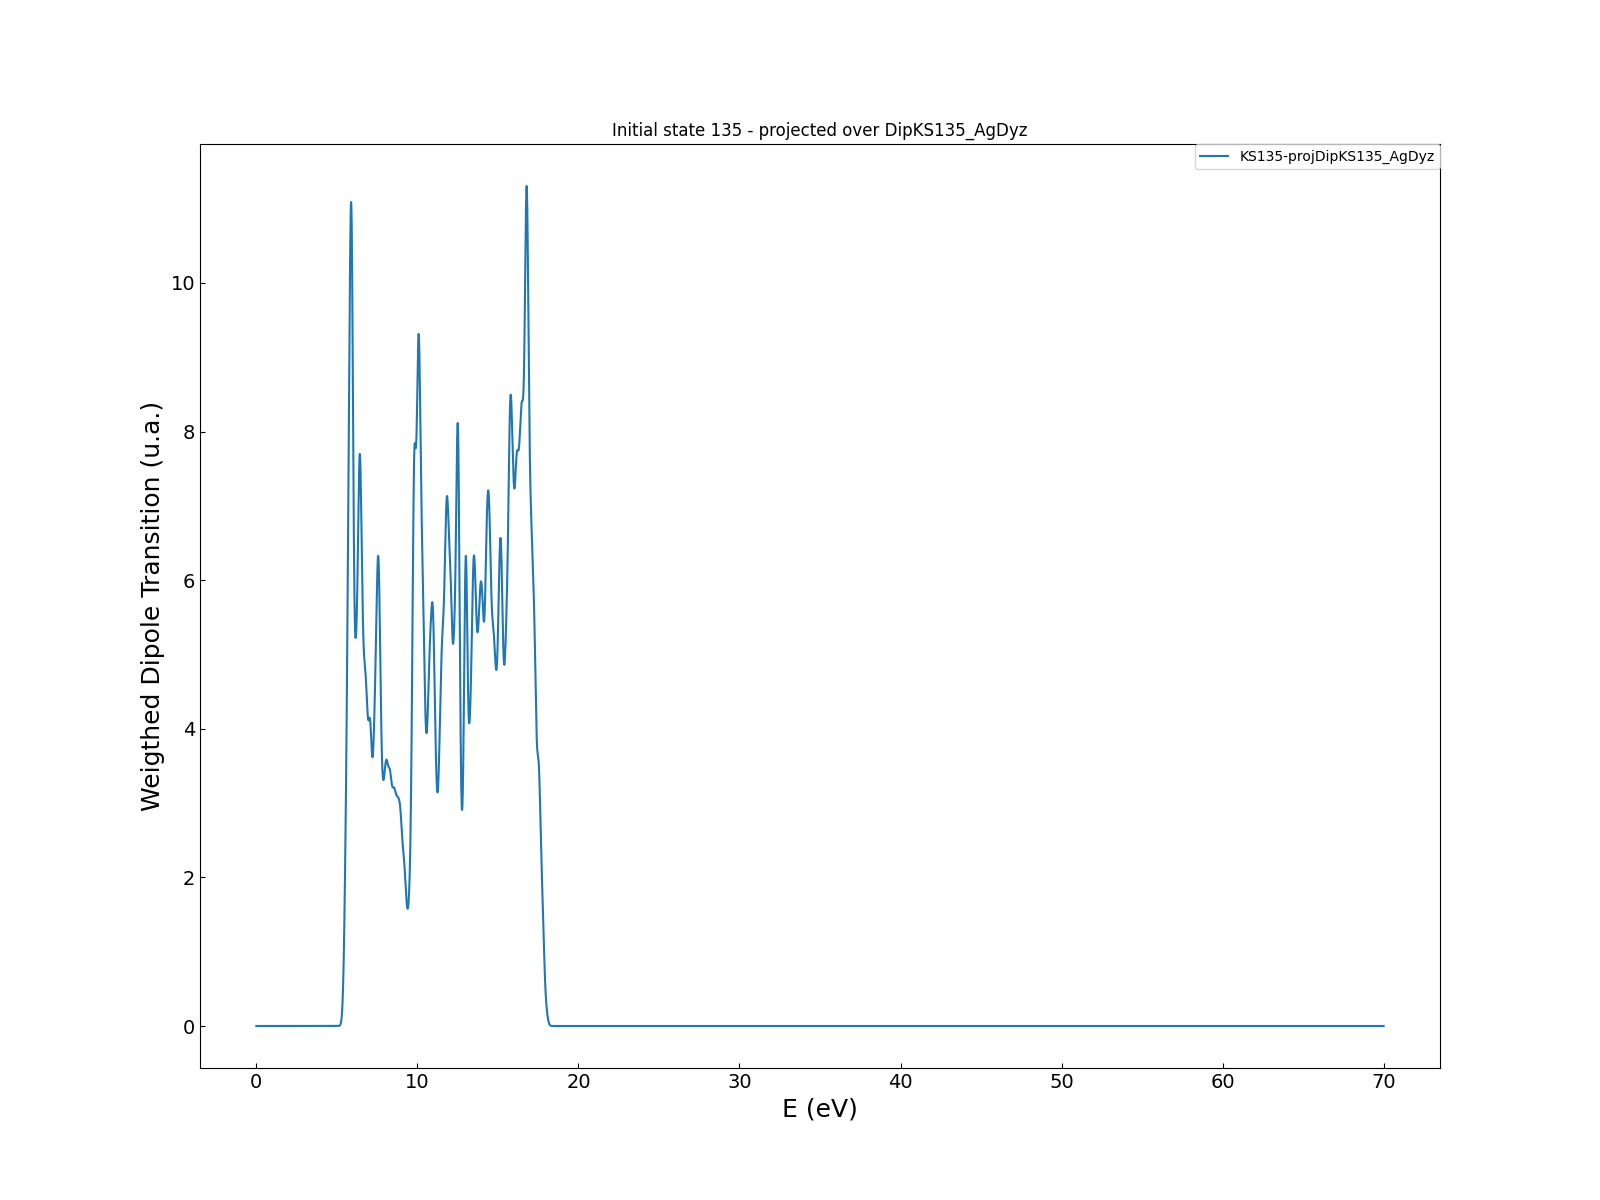 Initial state 135 - projected over DipKS135_AgDyz
KS135-projDipKS135_AgDyz
Weigthed Dipole Transition (u.a.)
10
8
6
4
2
0
0 10 20 30 40 50 60 70
E (eV)